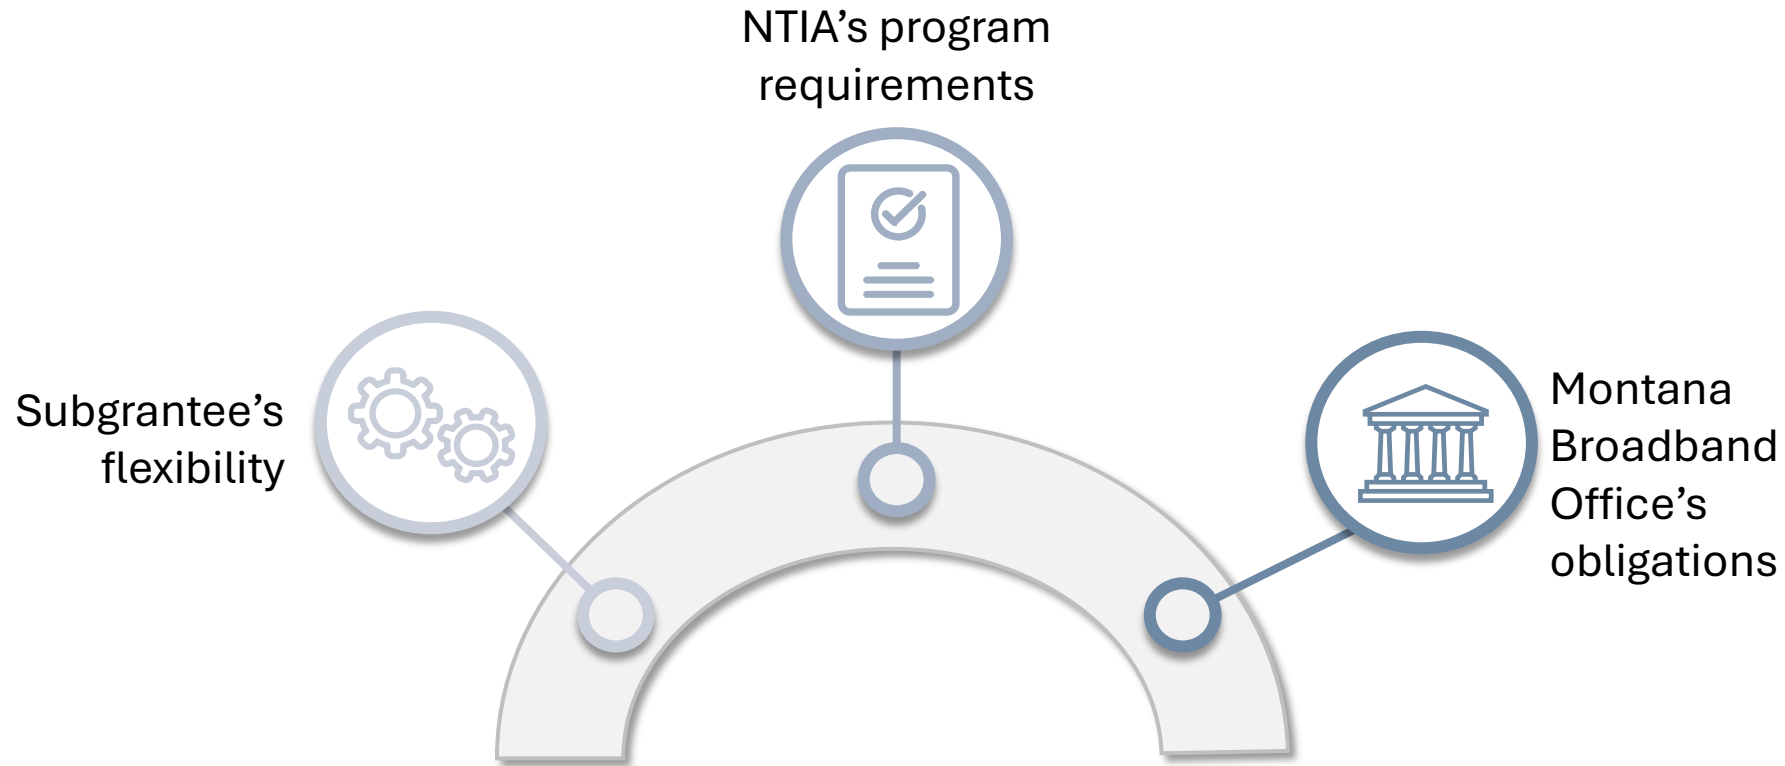 NTIA’s program
requirements
Subgrantee’s
flexibility
Montana
Broadband
Office’s
obligations